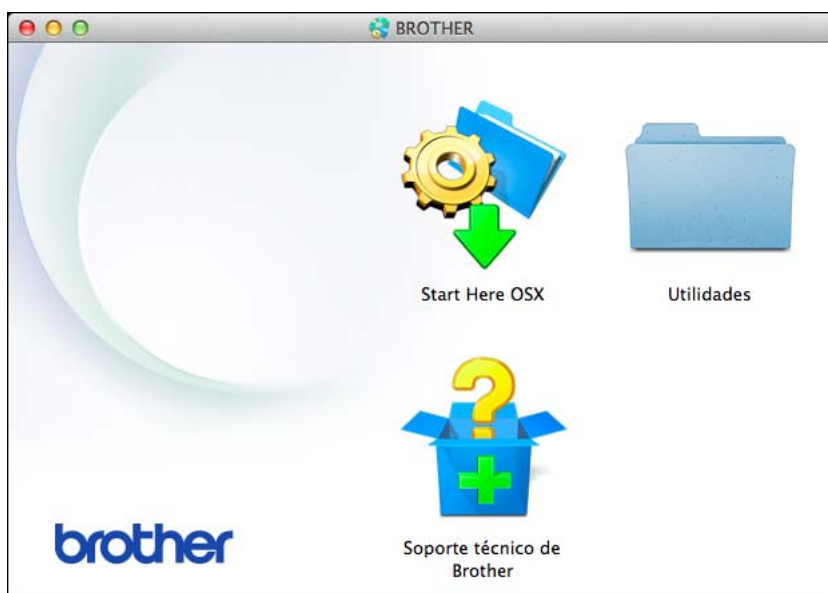 BROTHER
Start Here OSX
Utilidades
Soporte técnico de
Brother
brother